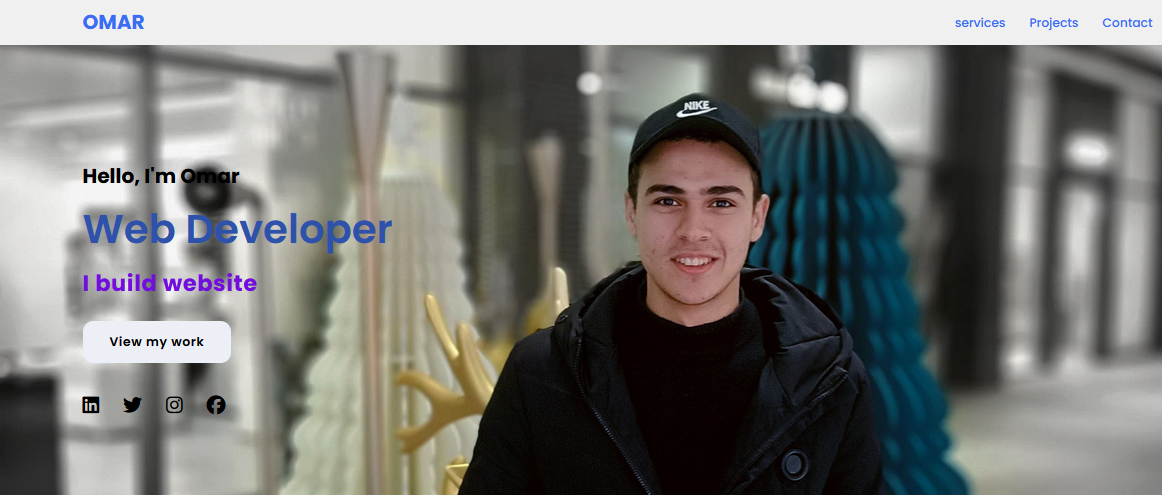 OMAR
services Projects Contact
NIKE
Hello, I'm Omar
Web Developer
I build website
View my work